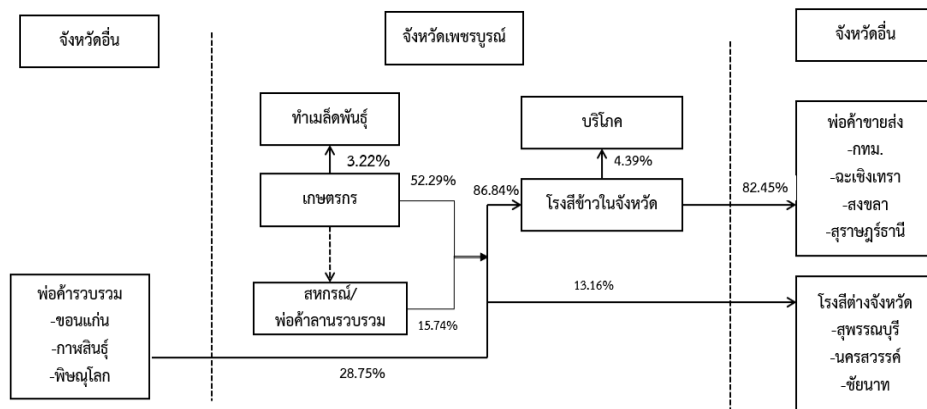 จังหวัดอื่น
จังหวัดเพชรบูรณ์
จังหวัดอื่น
ทำเมล็ดพันธุ์
บริโภค
พ่อค้าขายส่ง
-กทม.
-ฉะเชิงเทรา
-สงขลา
-สุราษฎร์ธานี
3.22%
4.39%
52.29%
86.84%
82.45%
เกษตรกร
โรงสีข้าวในจังหวัด
พ่อค้ารวบรวม
-ขอนแก่น
-กาฬสินธุ์
-พิษณุโลก
สหกรณ์/
พ่อค้าลานรวบรวม
15.74%
13.16%
28.75%
โรงสีต่างจังหวัด
-สุพรรณบุรี
-นครสวรรค์
-ชัยนาท